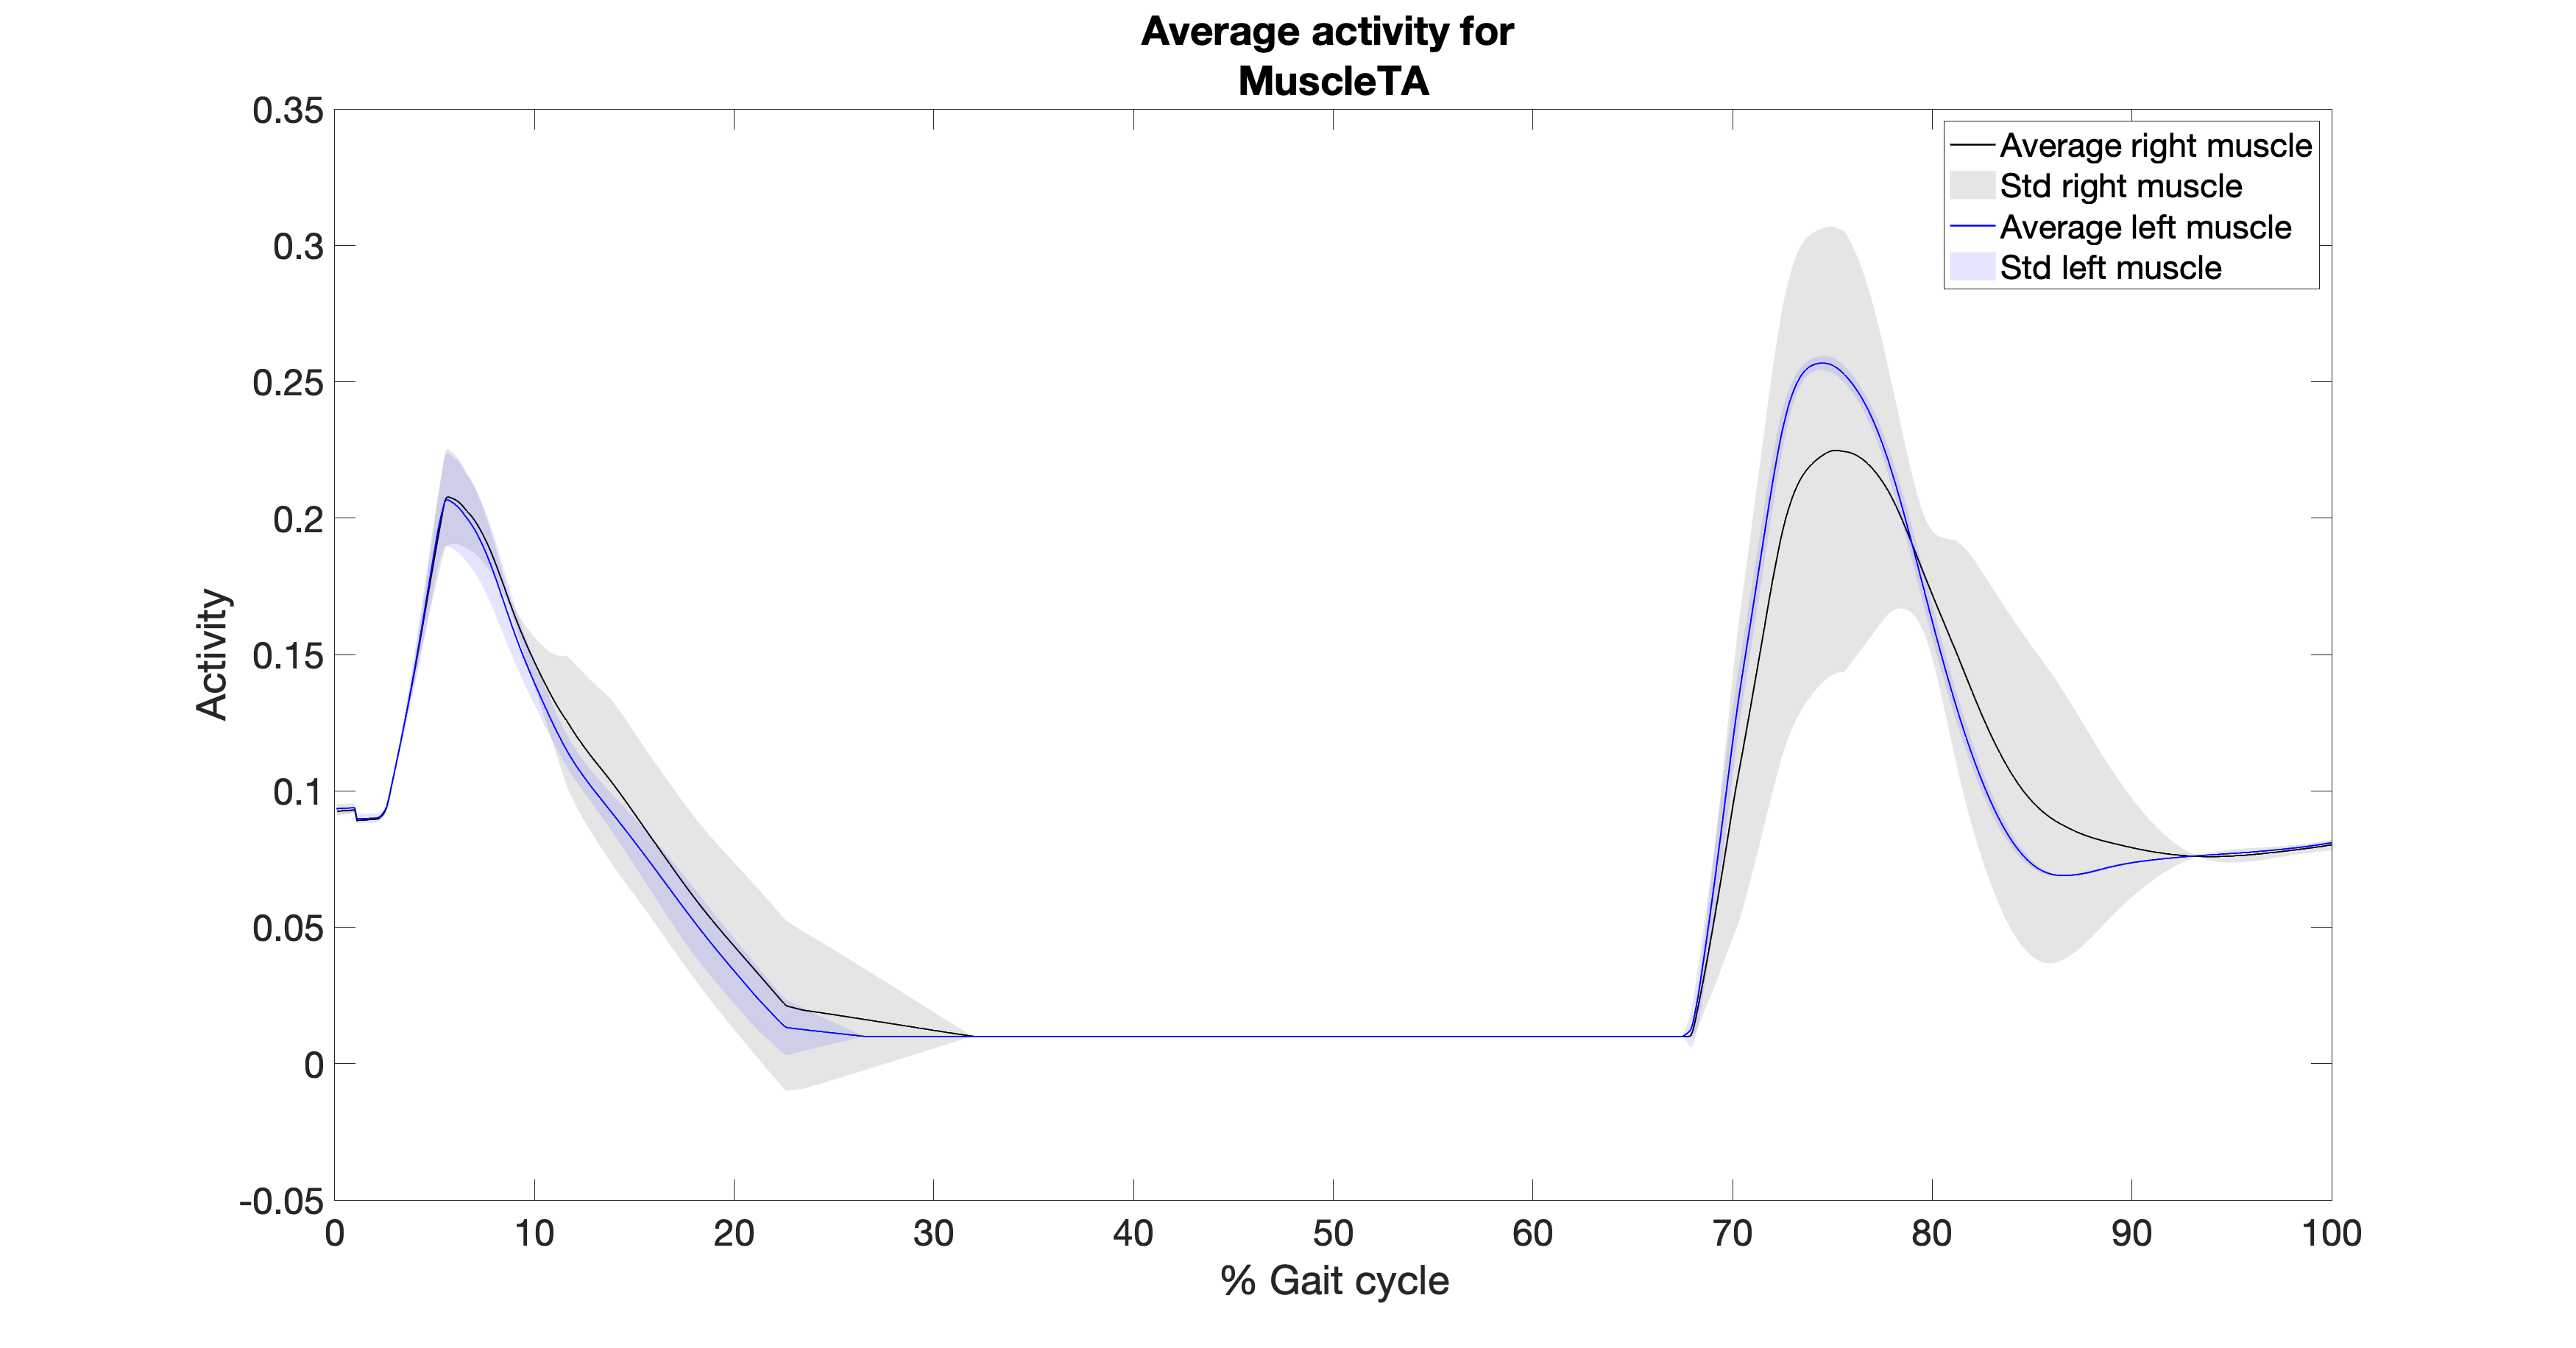 Average activity for
MuscleTA
0.35
0.3
0.25
0.2
0.15
0.1
0.05
0
-0.05
Activity
Average right muscle
Std right muscle
Average left muscle
Std left muscle
0 10 20 30 40 50 60 70 80 90 100
% Gait cycle